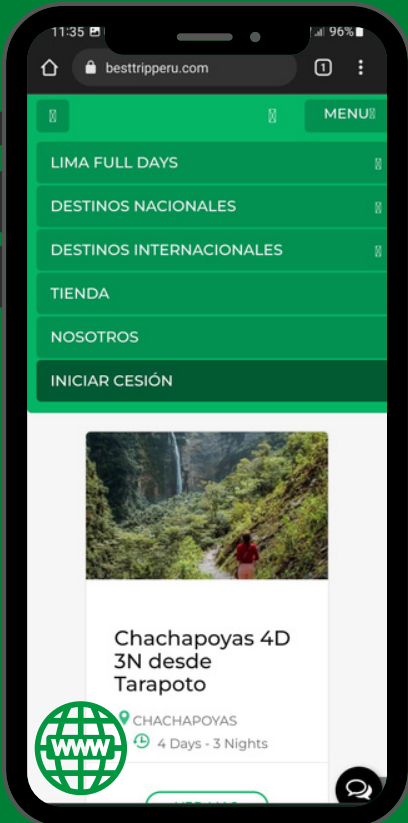 11:35
96%
besttripperu.com
1
MENU
LIMA FULL DAYS
DESTINOS NACIONALES
DESTINOS INTERNACIONALES
TIENDA
NOSOTROS
INICIAR CESIÓN
Chachapoyas 4D
3N desde
Tarapoto
CHACHAPOYAS
4 Days - 3 Nights
WWW